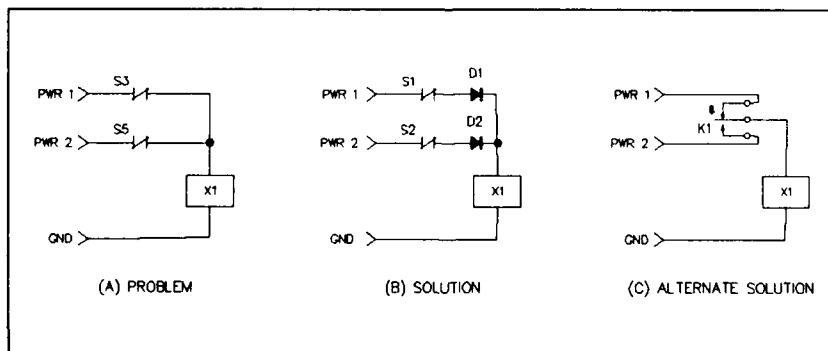 S3
PWR 1
S5
PWR 2
X1
GND
(A) PROBLEM
D1
S1
PWR 1
D2
S2
PWR 2
X1
GND
(B) SOLUTION
PWR 1
K1
PWR 2
X1
GND
(C) ALTERNATE SOLUTION